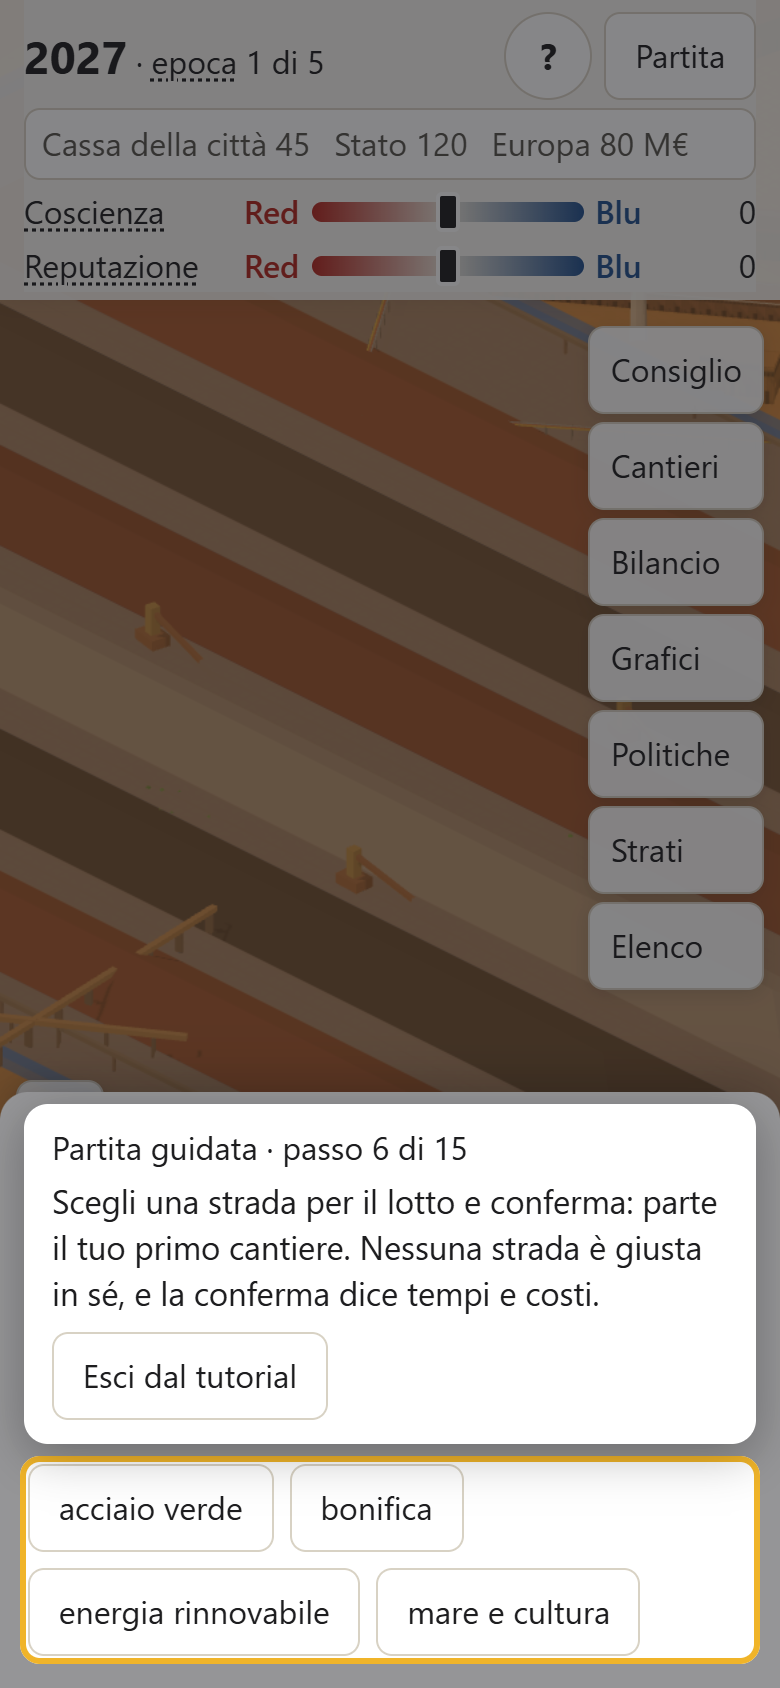 2027 · epoca 1 di 5
?
Partita
Cassa della città 45 Stato 120 Europa 80 M€
Coscienza Red Blu 0
Reputazione Red Blu 0
Consiglio
Cantieri
Bilancio
Grafici
Politiche
Strati
Elenco
Partita guidata · passo 6 di 15
Scegli una strada per il lotto e conferma: parte
il tuo primo cantiere. Nessuna strada è giusta
in sé, e la conferma dice tempi e costi.
Esci dal tutorial
acciaio verde
bonifica
energia rinnovabile
mare e cultura